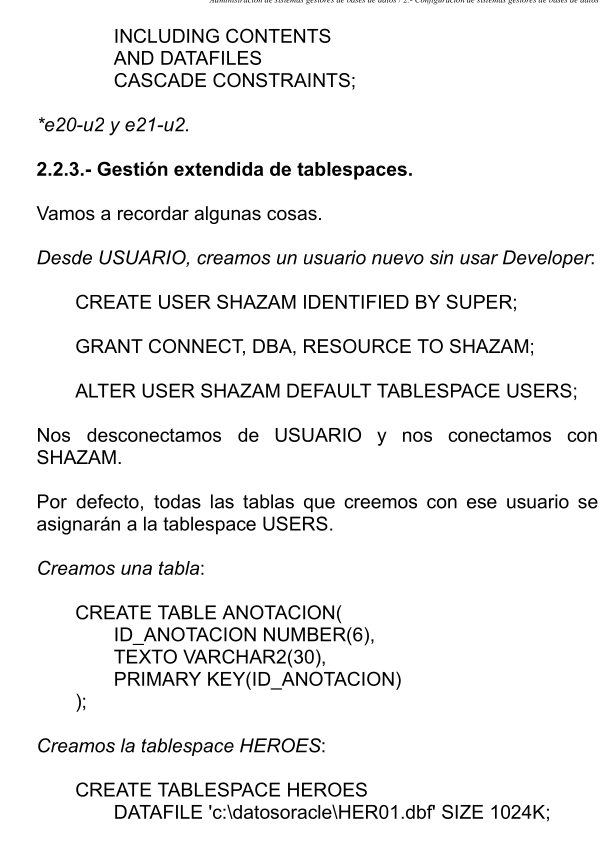 Administración de sistemas gestores de bases de datos / 2.- Configuración de sistemas gestores de bases de datos
INCLUDING CONTENTS
AND DATAFILES
CASCADE CONSTRAINTS;
*e20-u2 y e21-u2.
2.2.3.- Gestión extendida de tablespaces.
Vamos a recordar algunas cosas.
Desde USUARIO, creamos un usuario nuevo sin usar Developer:
CREATE USER SHAZAM IDENTIFIED BY SUPER;
GRANT CONNECT, DBA, RESOURCE TO SHAZAM;
ALTER USER SHAZAM DEFAULT TABLESPACE USERS;
Nos desconectamos de USUARIO y nos conectamos con
SHAZAM.
Por defecto, todas las tablas que creemos con ese usuario se
asignarán a la tablespace USERS.
Creamos una tabla:
CREATE TABLE ANOTACION(
ID_ANOTACION NUMBER(6),
TEXTO VARCHAR2(30),
PRIMARY KEY(ID_ANOTACION)
);
Creamos la tablespace HEROES:
CREATE TABLESPACE HEROES
DATAFILE 'c:\datosoracle\HER01.dbf' SIZE 1024K;